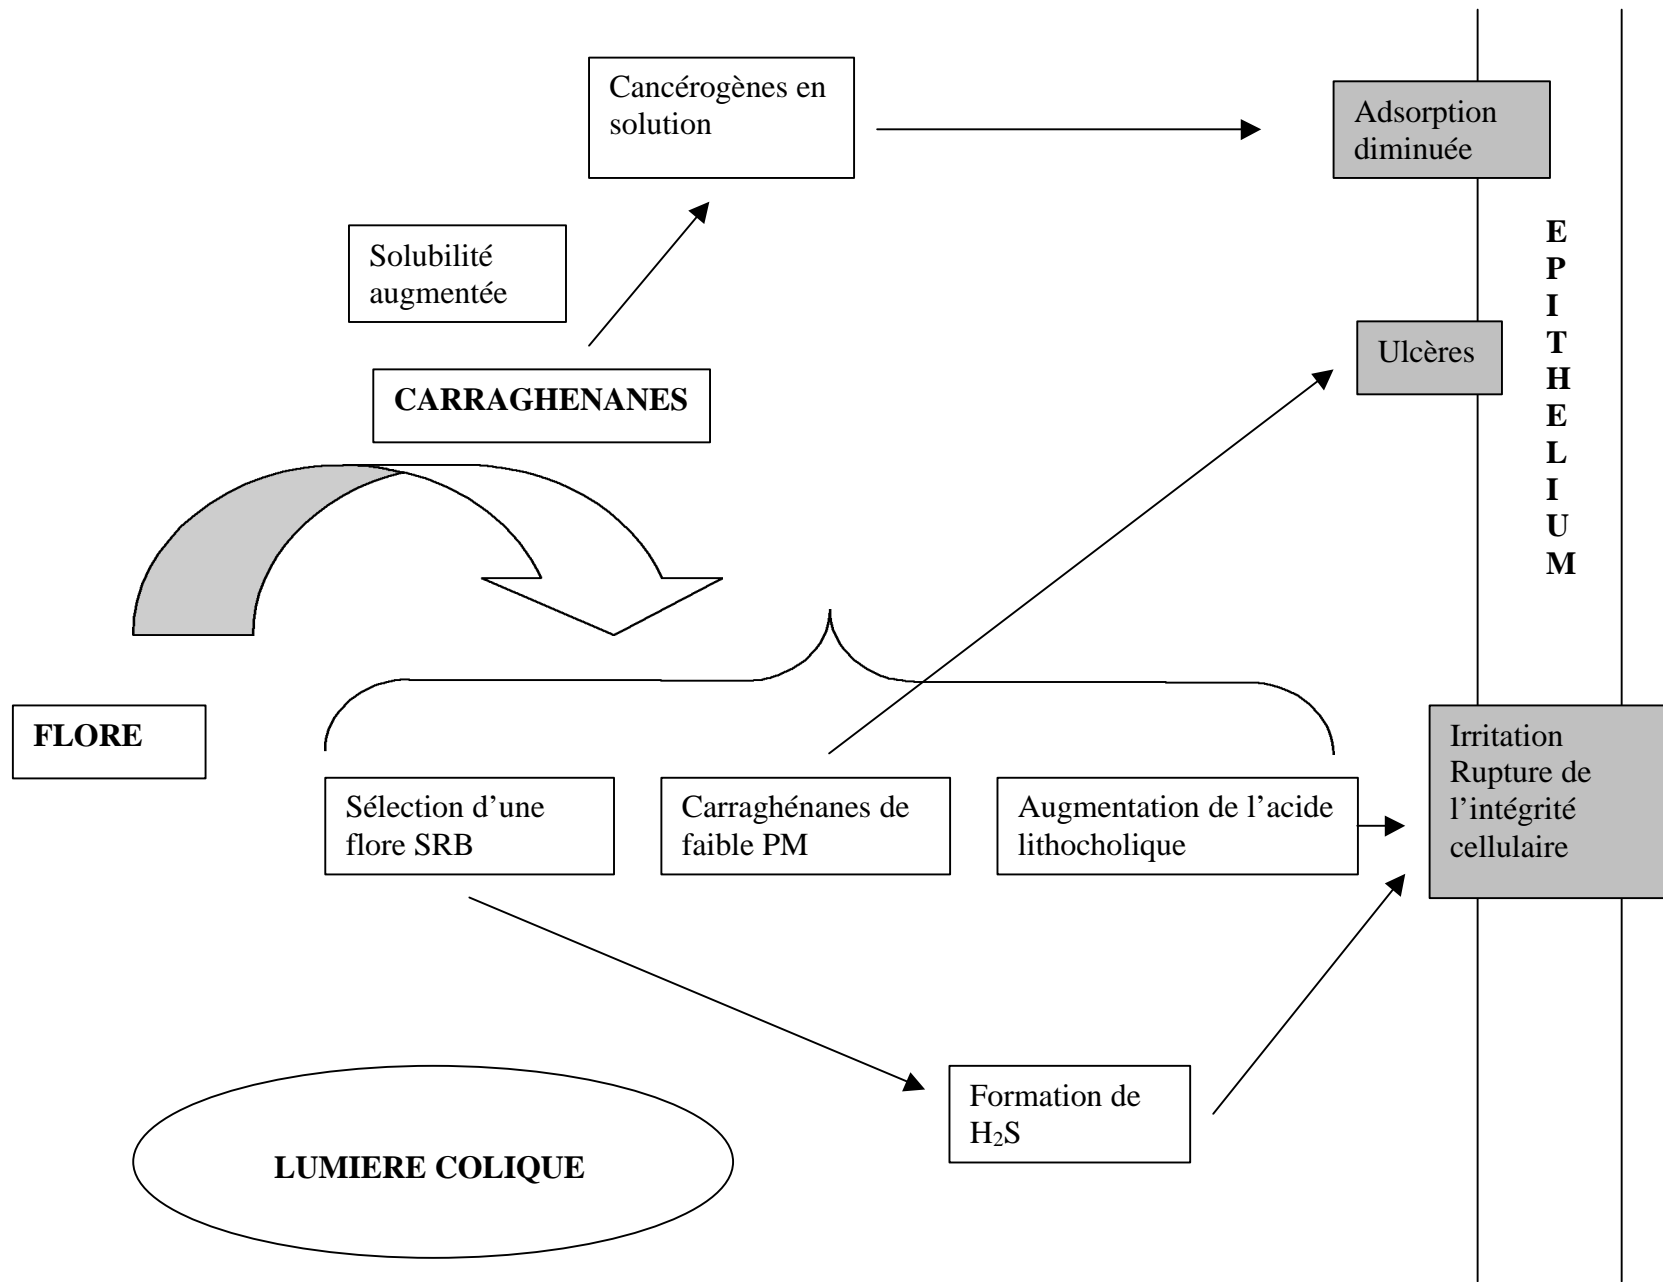 Cancérogènes en
solution
Adsorption
diminuée
Solubilité
augmentée
E
P
I
T
H
E
L
I
U
M
Ulcères
CARRAGHENANES
FLORE
Irritation
Rupture de
l’intégrité
cellulaire
Sélection d’une
flore SRB
Carraghénanes de
faible PM
Augmentation de l’acide
lithocholique
Formation de
H₂S
LUMIERE COLIQUE